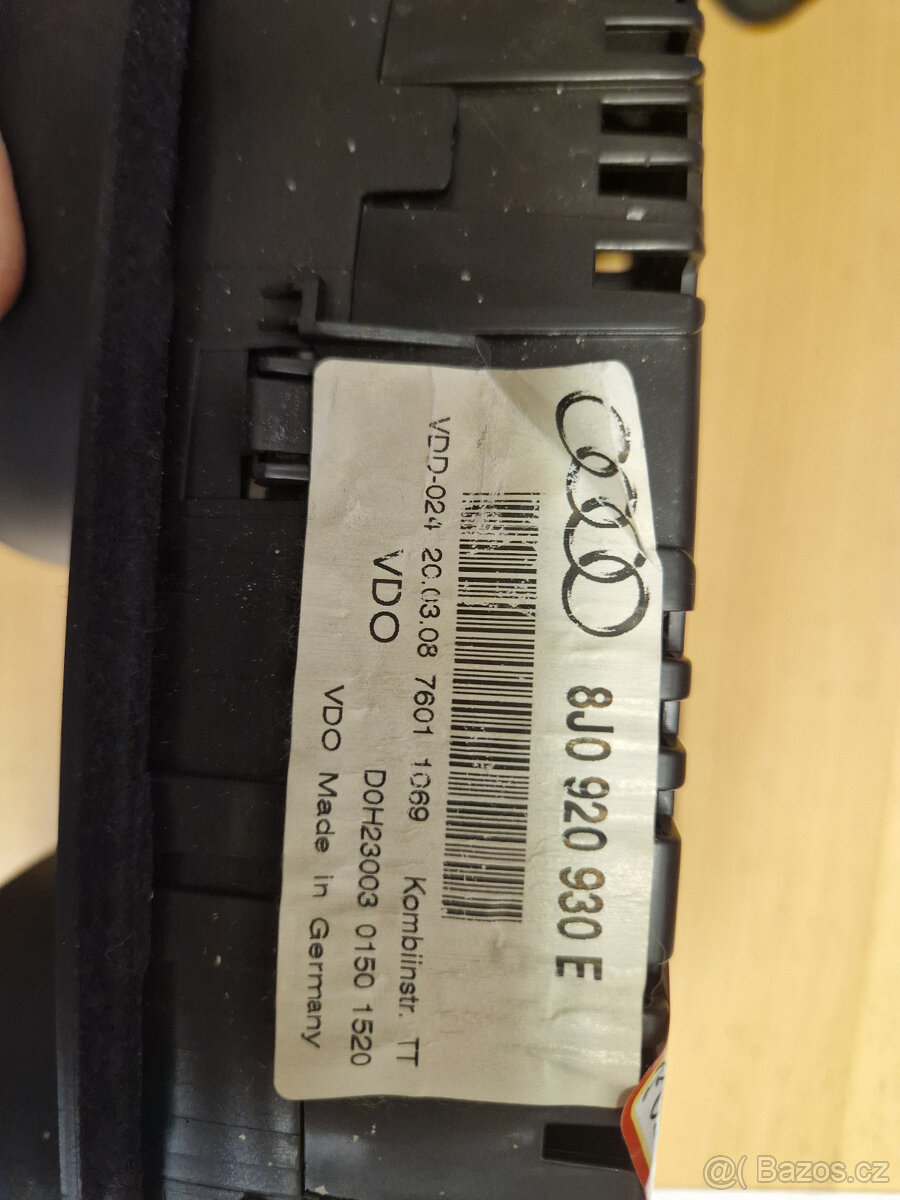 8J0 920 930 E
VDD-024 20.03.08 7601 1069 Kombiinstr. TT
VDO D0H23003 0150 1520
VDO Made in Germany
@( Bazos.cz